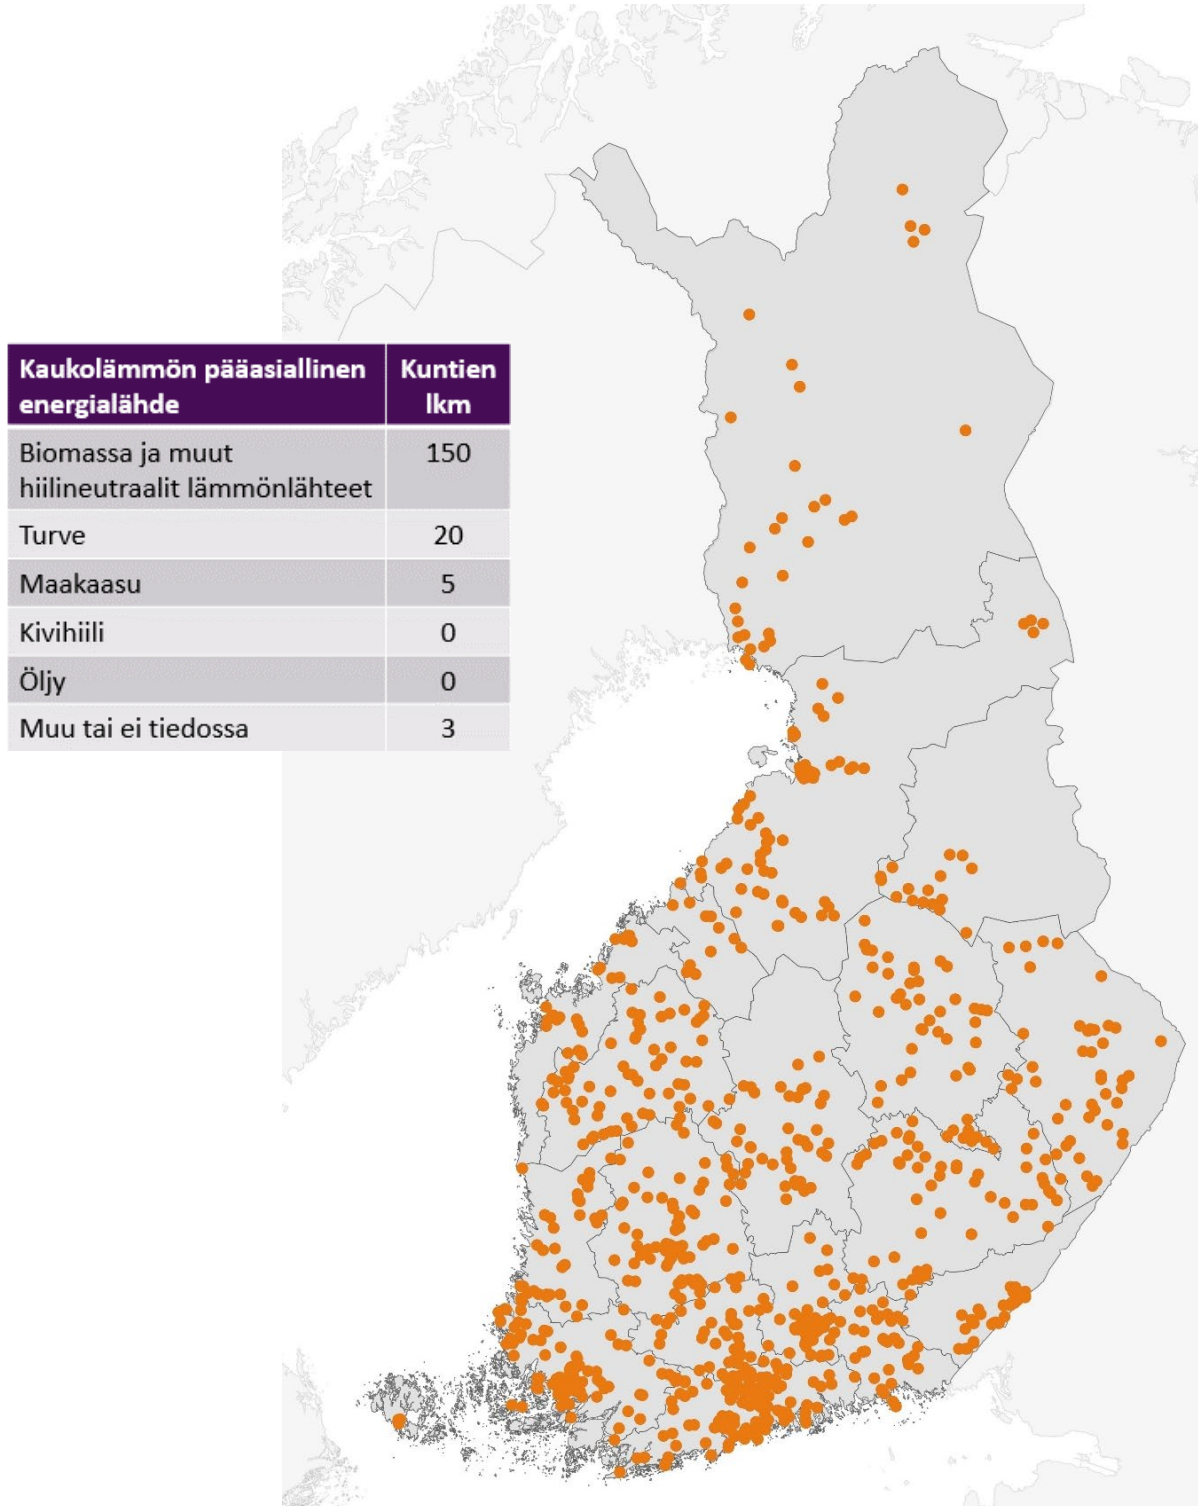 Kaukolämmön pääasiallinen
energialähde
Kuntien
lkm
Biomassa ja muut
hiilineutraalit lämmönlähteet
150
Turve
20
Maakaasu
5
Kivihiili
0
Öljy
0
Muu tai ei tiedossa
3